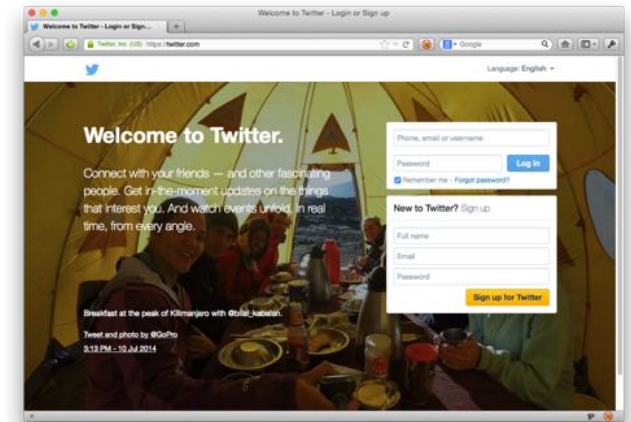 Welcome to Twitter - Login or Sign up
Welcome to Twitter - Login or Sign...
Twitter, Inc. (US) https://twitter.com
Google
Language: English
Welcome to Twitter.
Connect with your friends — and other fascinating
people. Get in-the-moment updates on the things
that interest you. And watch events unfold, in real
time, from every angle.
Breakfast at the peak of Kilimanjaro with @bilal_kabalan.
Tweet and photo by @GoPro
3:13 PM - 10 Jul 2014
Phone, email or username
Password
Log in
Remember me · Forgot password?
New to Twitter? Sign up
Full name
Email
Password
Sign up for Twitter